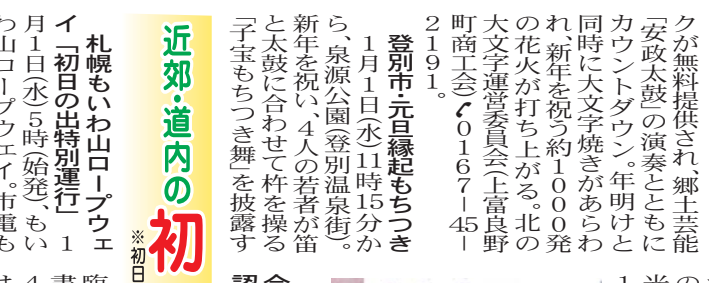 クが無料提供され、郷土芸能
「安政太鼓」の演奏とともに
カウントダウン。年明けと
同時に大文字焼きがあらわ
れ、新年を祝う約1000発
の花火が打ち上がる。北の
大文字運営委員会(上富良野
町商工会)✆0167−45−
2191。
登別市・元旦縁起もちつき
1月1日(水)11時15分か
ら、泉源公園(登別温泉街)。
新年を祝い、4人の若者が笛
と太鼓に合わせて杵を操る
「子宝もちつき舞」を披露す
近郊・道内の
初
※初日
札幌もいわ山ロープウェ
イ「初日の出特別運行」 1
月1日(水)5時(始発)、もい
わ山ロープウェイ。市電も